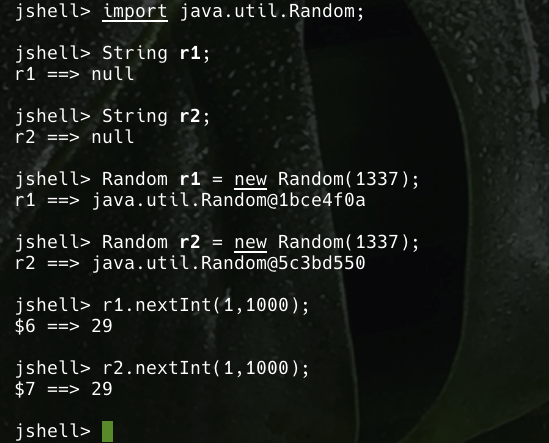 jshell> import java.util.Random;
jshell> String r1;
r1 ==> null
jshell> String r2;
r2 ==> null
jshell> Random r1 = new Random(1337);
r1 ==> java.util.Random@1bce4f0a
jshell> Random r2 = new Random(1337);
r2 ==> java.util.Random@5c3bd550
jshell> r1.nextInt(1,1000);
$6 ==> 29
jshell> r2.nextInt(1,1000);
$7 ==> 29
jshell>